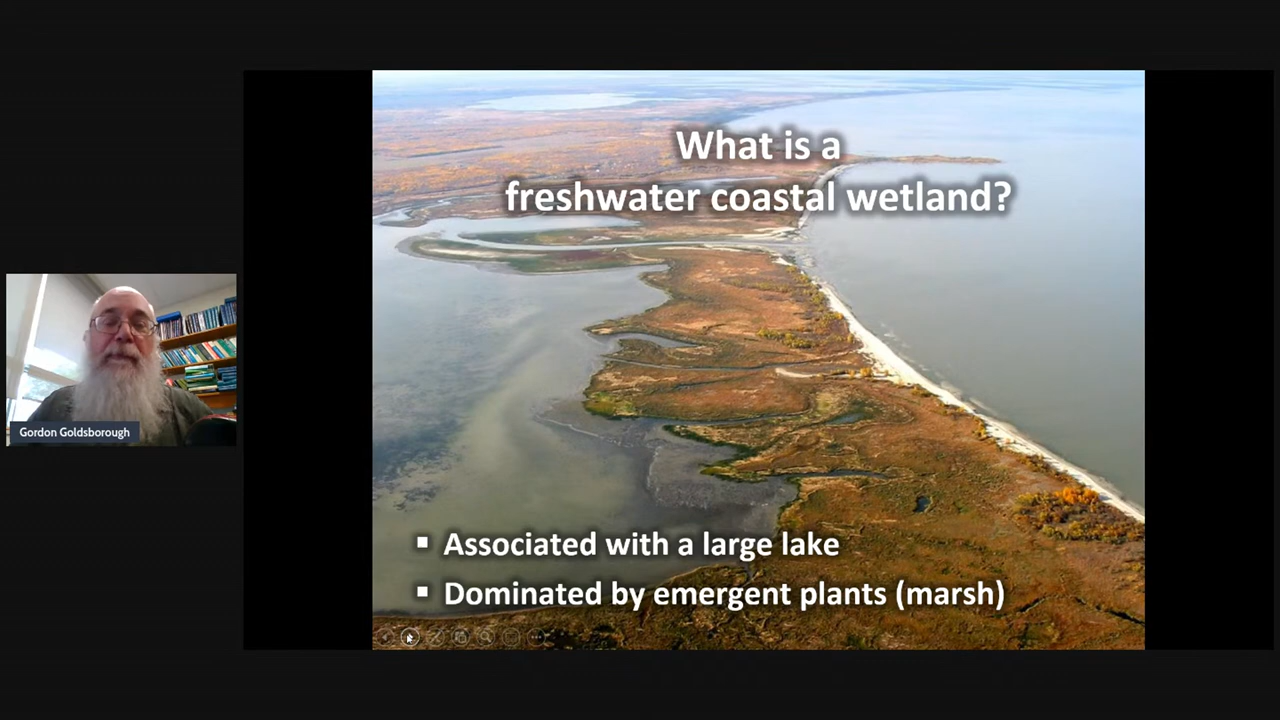 What is a
freshwater coastal wetland?
Gordon Goldsborough
▪ Associated with a large lake
▪ Dominated by emergent plants (marsh)